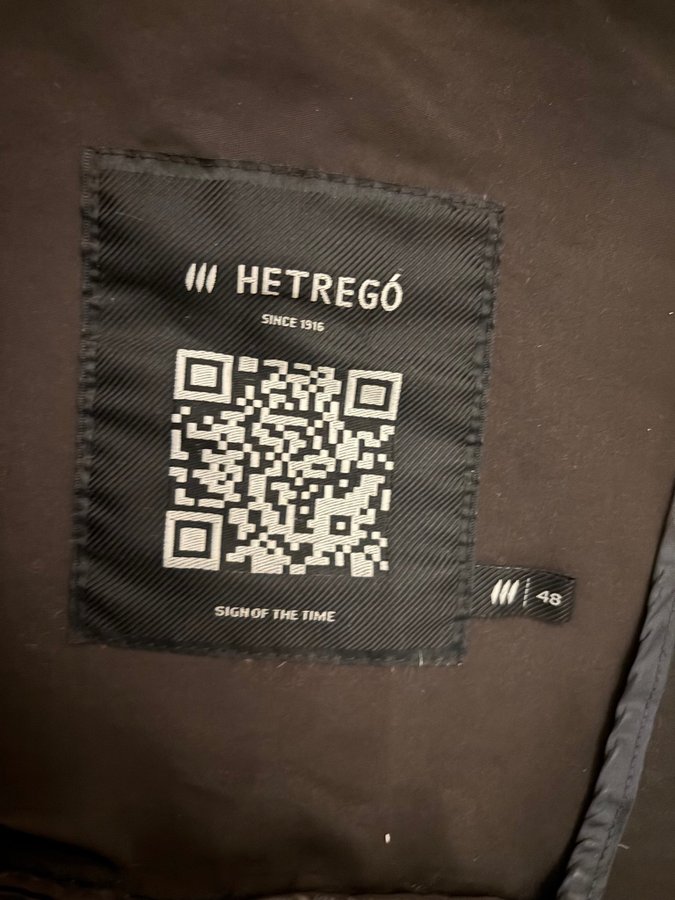 HETREGÓ
SINCE 1916
SIGN OF THE TIME
48